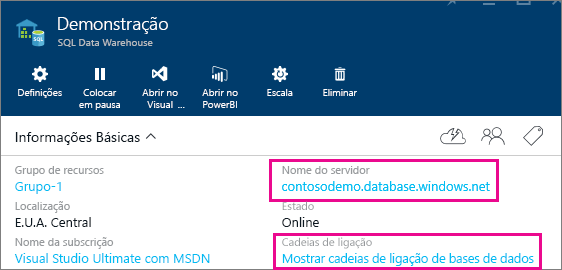 Demonstração
SQL Data Warehouse
SQL
Definições
Colocar em pausa
Abrir no Visual ...
Abrir no PowerBI
Escala
Eliminar
Informações Básicas
Grupo de recursos
Grupo-1
Nome do servidor
contosodemo.database.windows.net
Localização
E.U.A. Central
Estado
Online
Nome da subscrição
Visual Studio Ultimate com MSDN
Cadeias de ligação
Mostrar cadeias de ligação de bases de dados